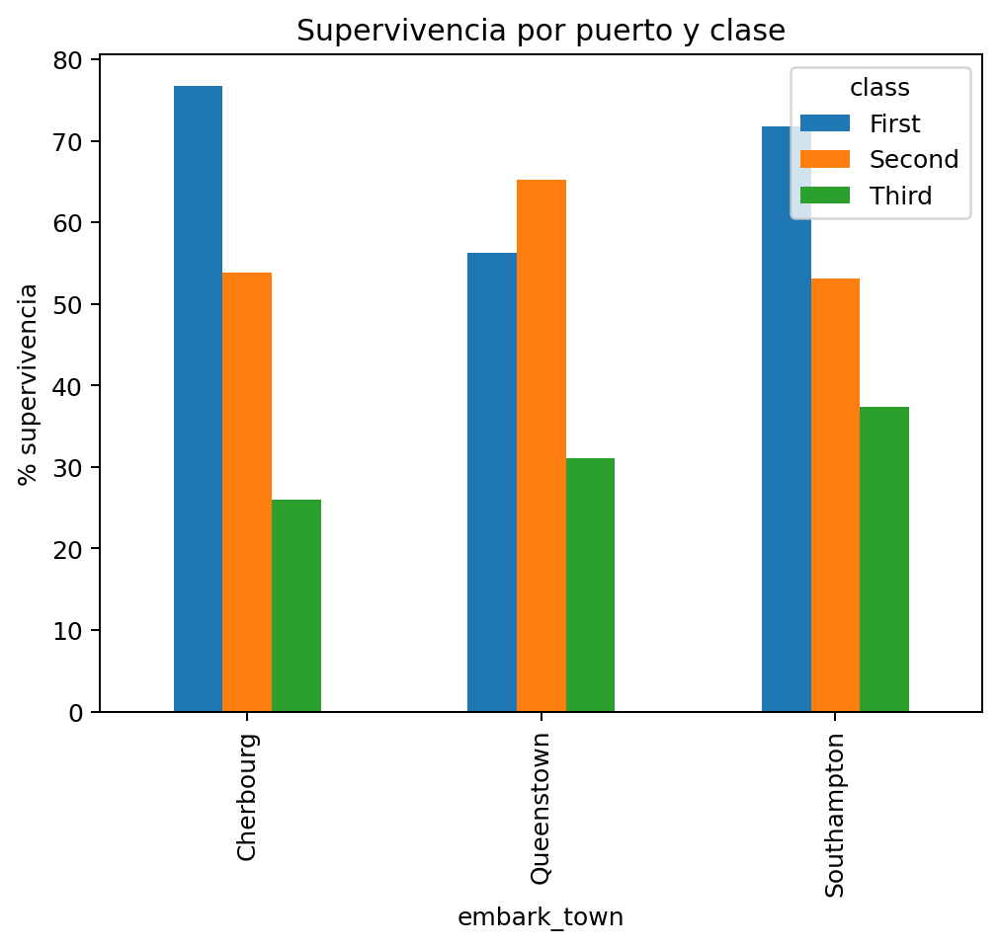 Supervivencia por puerto y clase
% supervivencia
80
70
60
50
40
30
20
10
0
class
First
Second
Third
Cherbourg
Queenstown
Southampton
embark_town